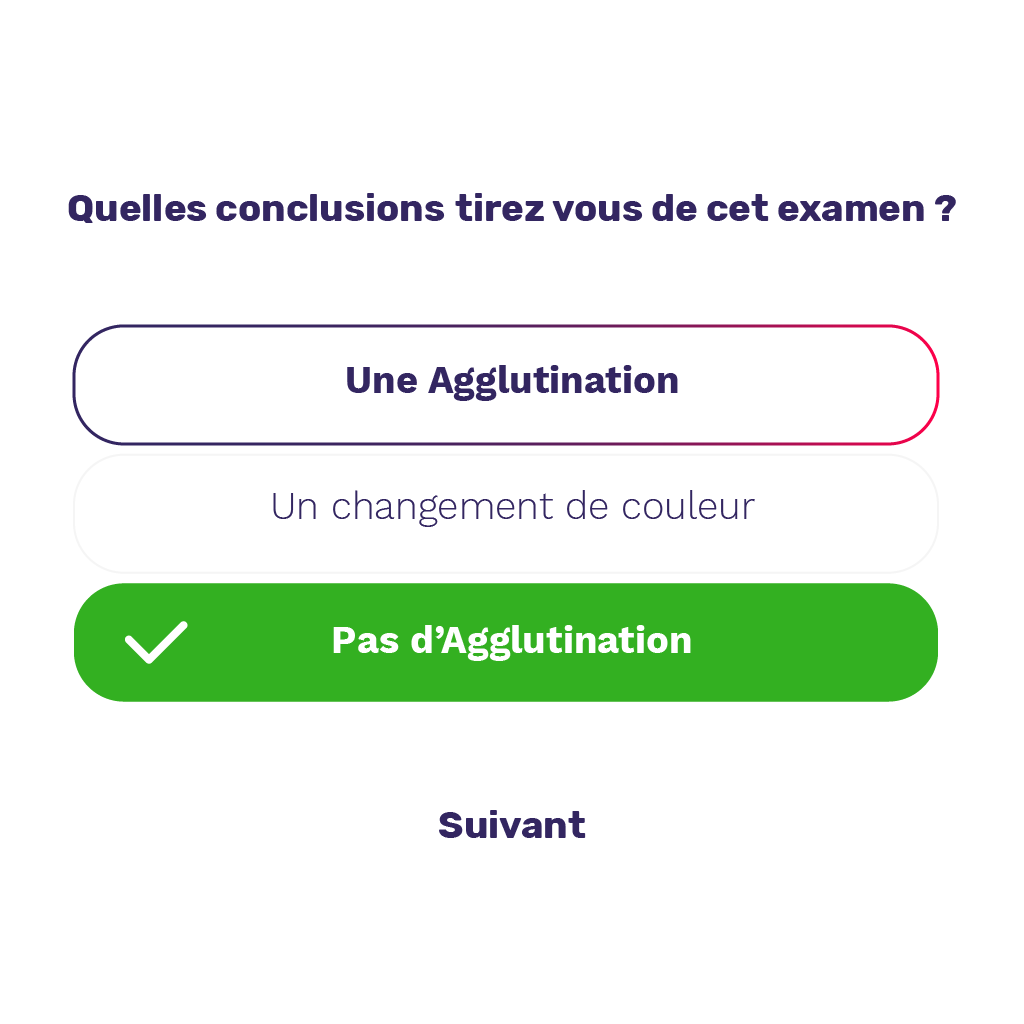 Quelles conclusions tirez vous de cet examen ?
Une Agglutination
Un changement de couleur
Pas d’Agglutination
Suivant